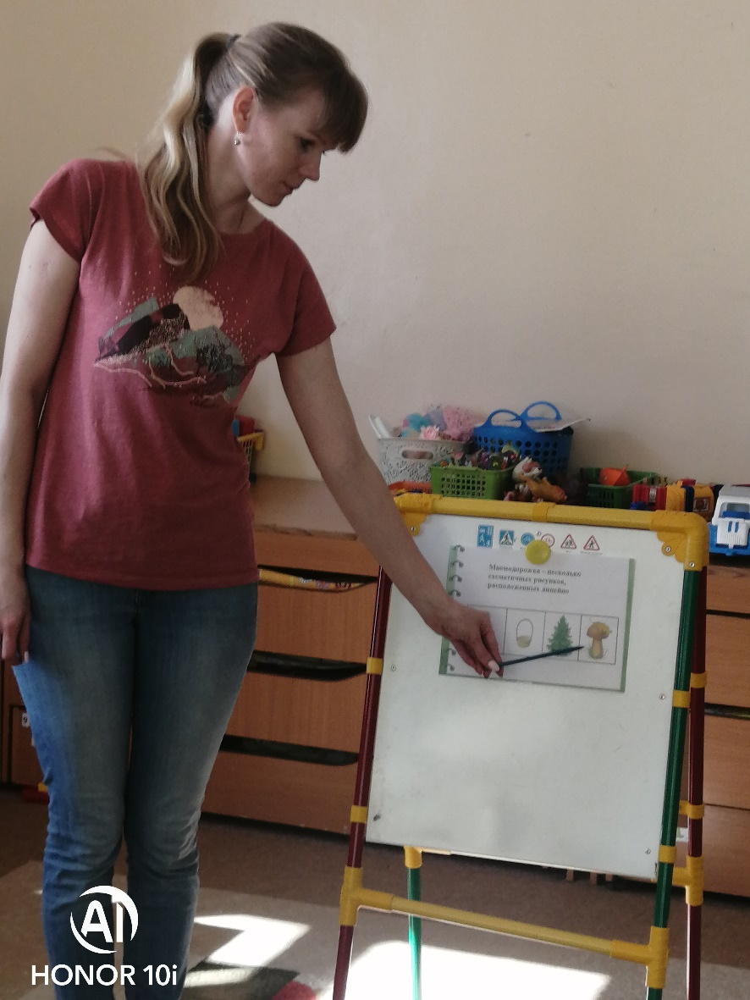 Мнемодорожка – несколько
схематичных рисунков,
расположенных линейно
AI
HONOR 10i